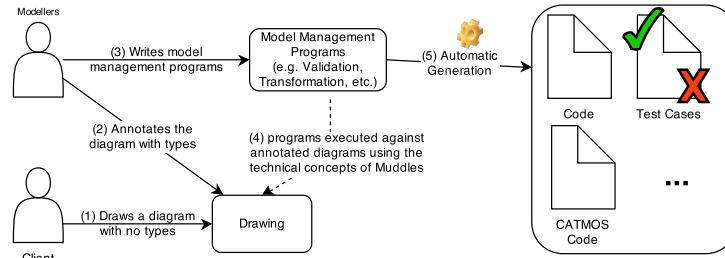 Modellers
(3) Writes model
management programs
Model Management
Programs
(e.g. Validation,
Transformation, etc.)
(5) Automatic
Generation
Code
Test Cases
(2) Annotates the
diagram with types
(4) programs executed against
annotated diagrams using the
technical concepts of Muddles
(1) Draws a diagram
with no types
Drawing
CATMOS
Code
...
Client